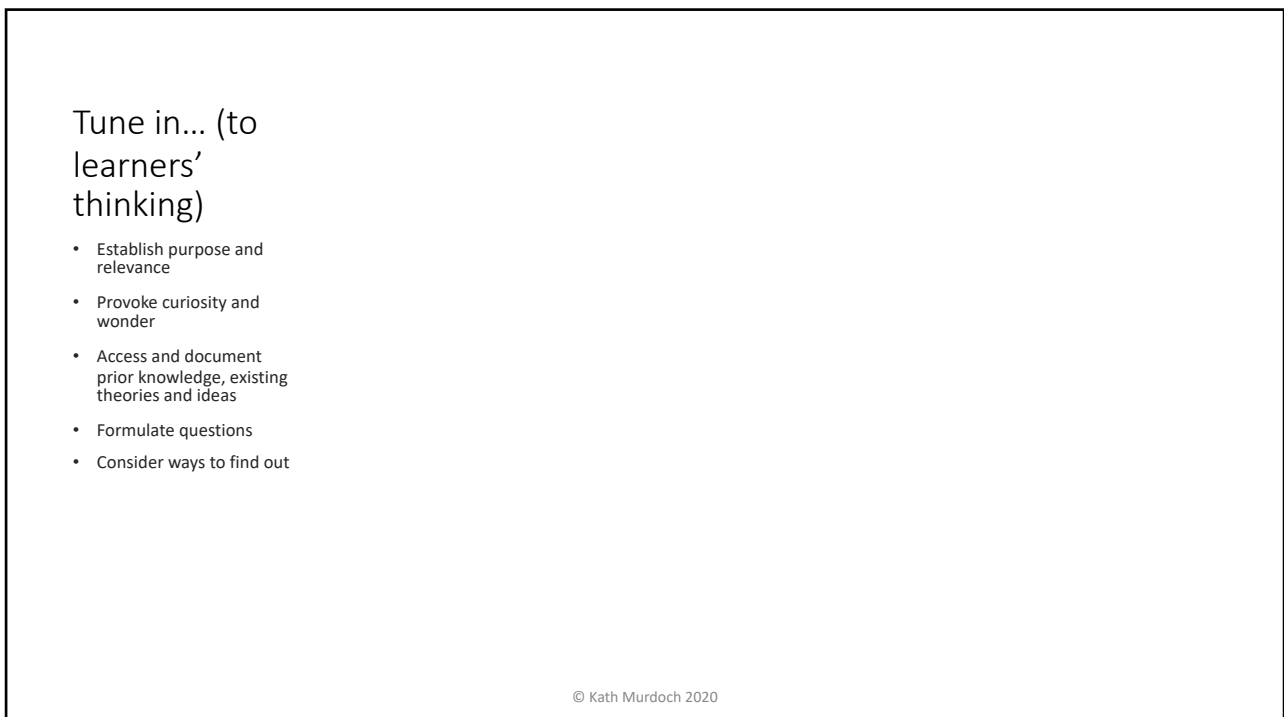 Tune in… (to
learners’
thinking)
• Establish purpose and
relevance
• Provoke curiosity and
wonder
• Access and document
prior knowledge, existing
theories and ideas
• Formulate questions
• Consider ways to find out
© Kath Murdoch 2020